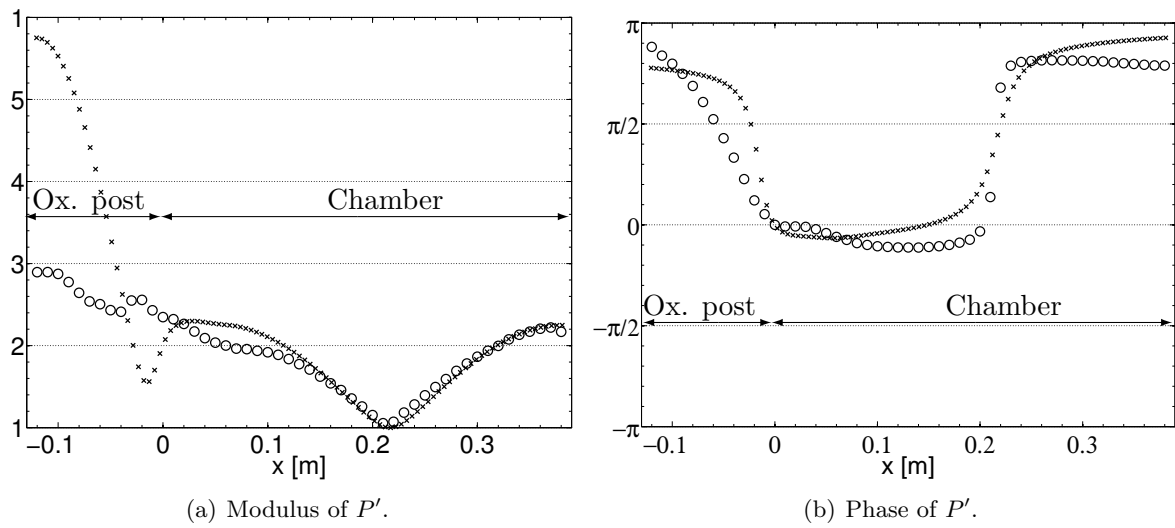 1
5
4
3
2
1
Ox. post
Chamber
−0.1
0
0.1
0.2
0.3
x [m]
(a) Modulus of P′.
π
π/2
0
−π/2
−π
Ox. post
Chamber
−0.1
0
0.1
0.2
0.3
x [m]
(b) Phase of P′.